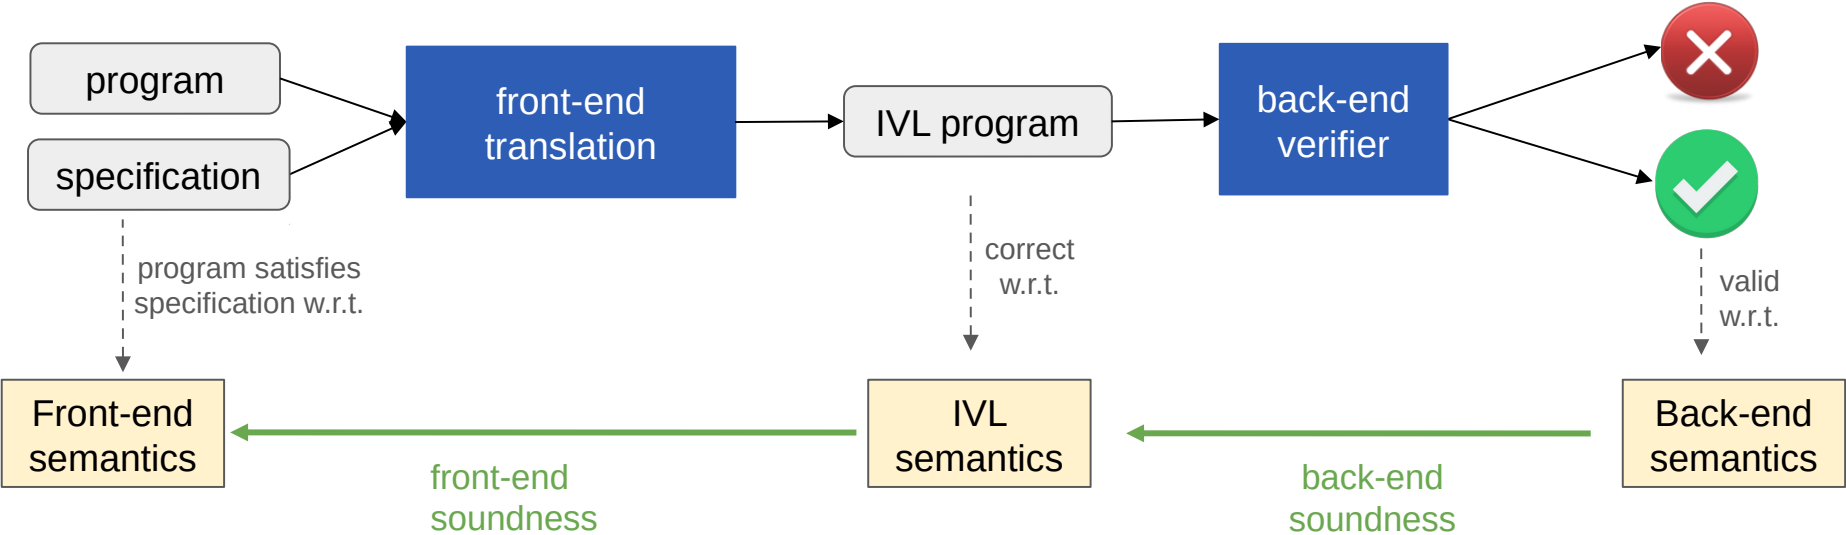 program
specification
front-end
translation
IVL program
back-end
verifier
program satisfies
specification w.r.t.
correct
w.r.t.
valid
w.r.t.
Front-end
semantics
IVL
semantics
Back-end
semantics
front-end
soundness
back-end
soundness